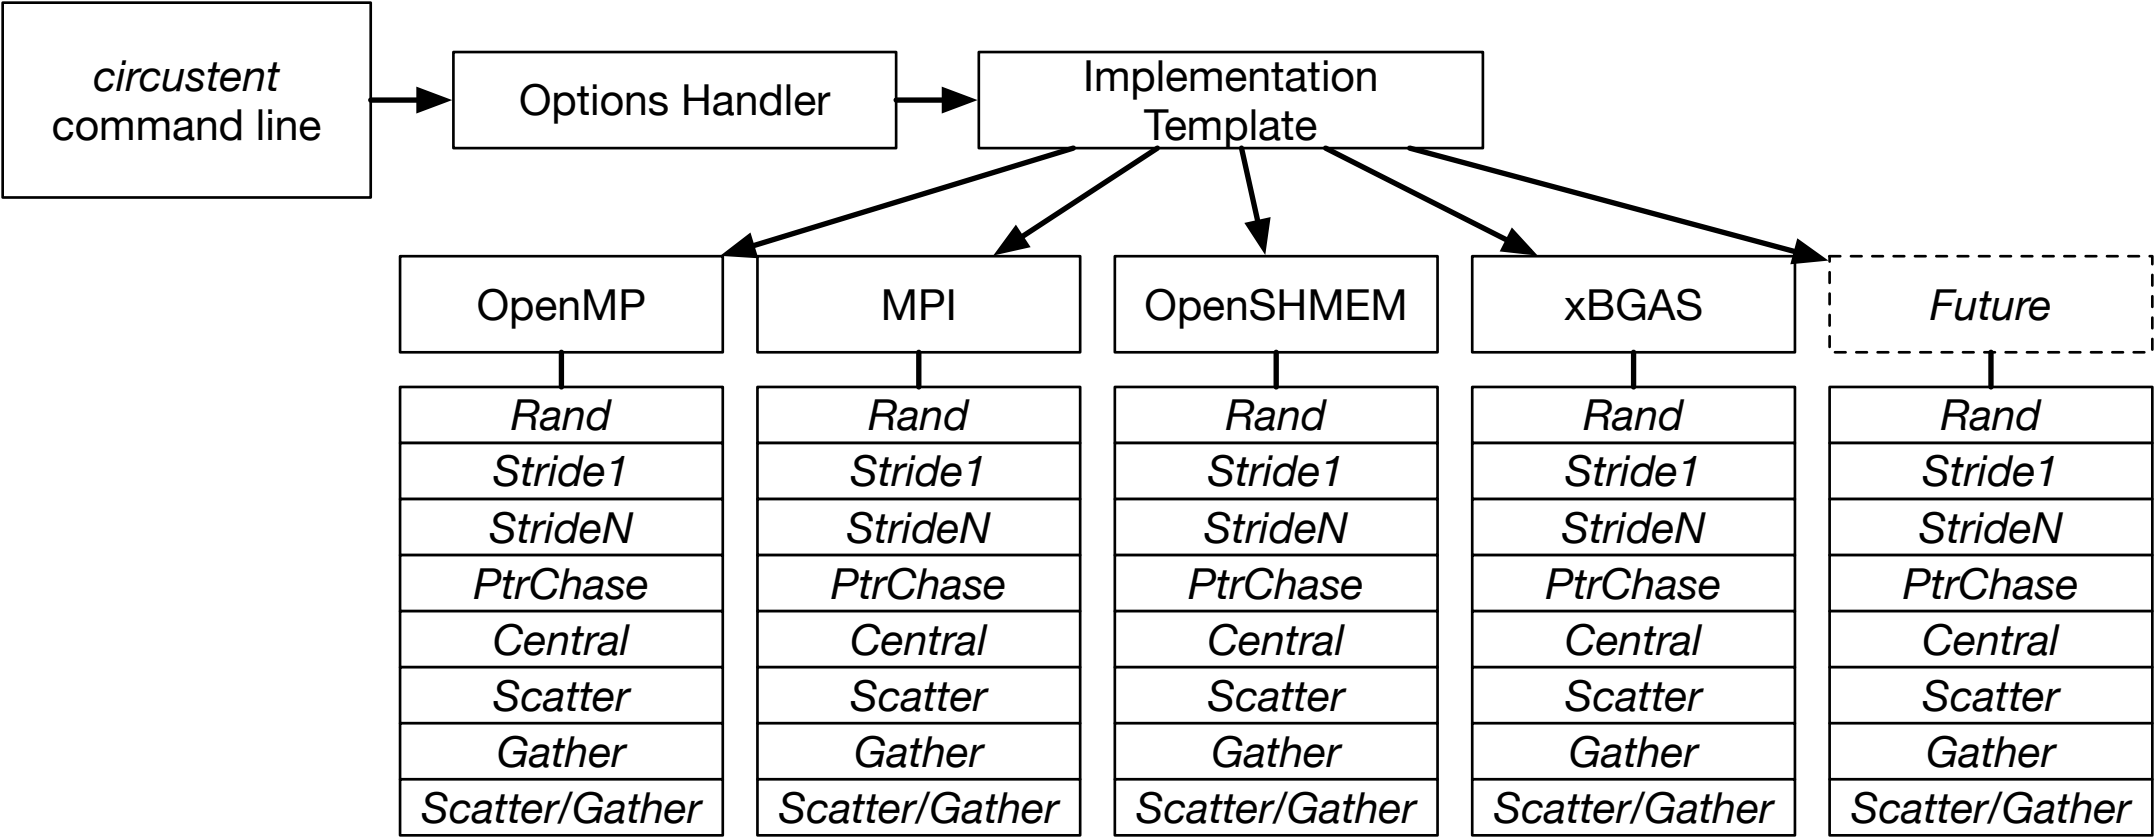 circustent
command line
Options Handler
Implementation
Template
OpenMP
MPI
OpenSHMEM
xBGAS
Future
Rand
Rand
Rand
Rand
Rand
Stride1
Stride1
Stride1
Stride1
Stride1
StrideN
StrideN
StrideN
StrideN
StrideN
PtrChase
PtrChase
PtrChase
PtrChase
PtrChase
Central
Central
Central
Central
Central
Scatter
Scatter
Scatter
Scatter
Scatter
Gather
Gather
Gather
Gather
Gather
Scatter/Gather
Scatter/Gather
Scatter/Gather
Scatter/Gather
Scatter/Gather